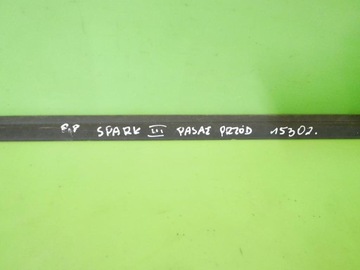 SPARK III PASAŻ PRZÓD 15302.